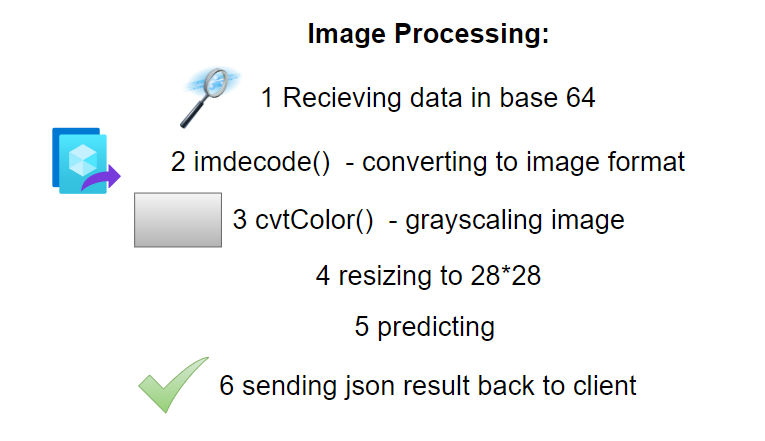 Image Processing:
1 Recieving data in base 64
2 imdecode()  - converting to image format
3 cvtColor()  - grayscaling image
4 resizing to 28*28
5 predicting
6 sending json result back to client